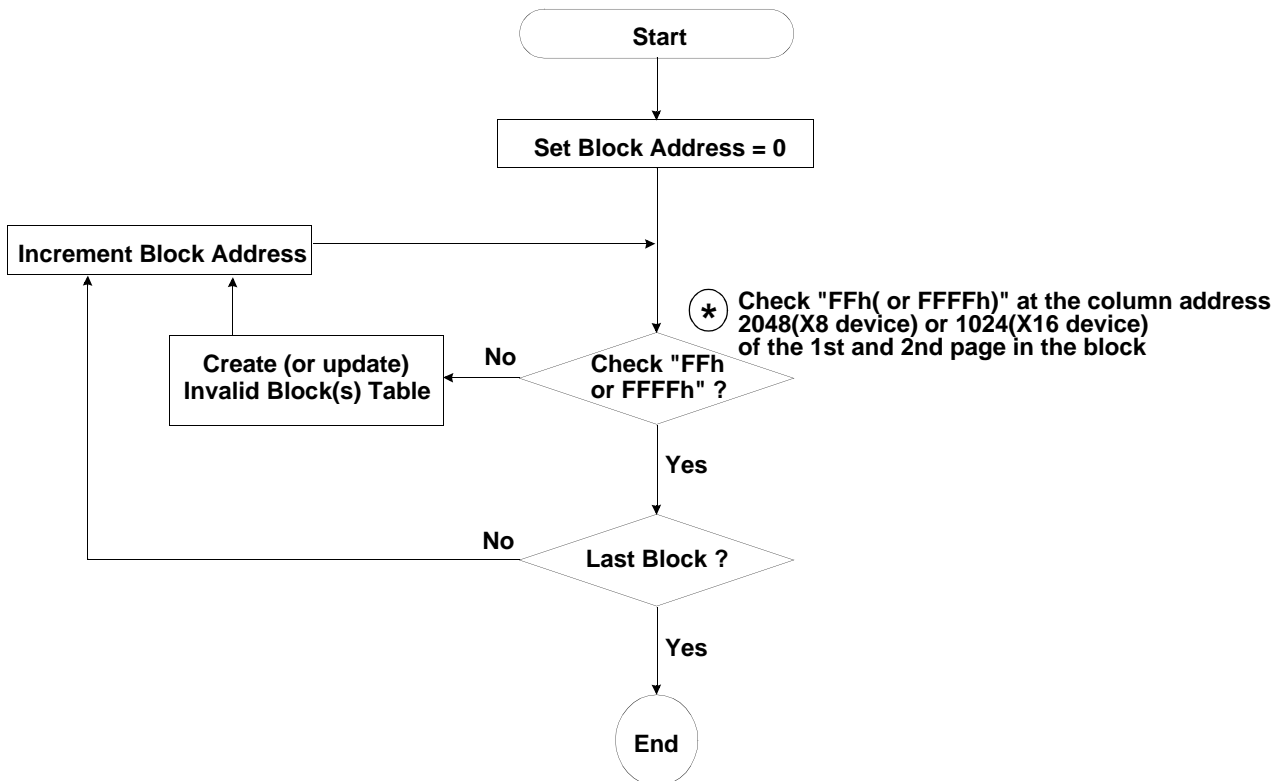 Start
Set Block Address = 0
Increment Block Address
* Check "FFh( or FFFFh)" at the column address
2048(X8 device) or 1024(X16 device)
of the 1st and 2nd page in the block
Create (or update)
Invalid Block(s) Table
No
Check "FFh
or FFFFh" ?
Yes
No
Last Block ?
Yes
End